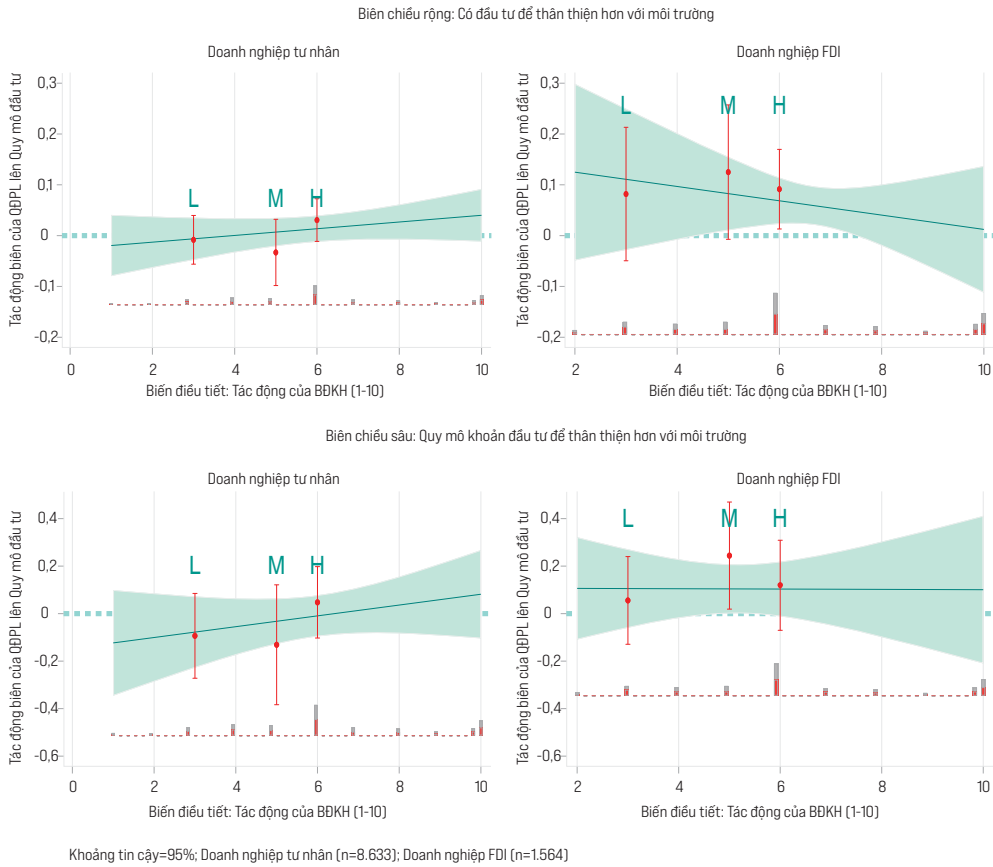 Biên chiều rộng: Có đầu tư để thân thiện hơn với môi trường
Doanh nghiệp tư nhân
Tác động biên của QĐPL lên Quy mô đầu tư
0,3
0,2
0,1
0
-0,1
-0,2
L
M
H
0
2
4
6
8
10
Biến điều tiết: Tác động của BĐKH (1-10)
Doanh nghiệp FDI
Tác động biên của QĐPL lên Quy mô đầu tư
0,3
0,2
0,1
0
-0,1
-0,2
L
M
H
2
4
6
8
10
Biến điều tiết: Tác động của BĐKH (1-10)
Biên chiều sâu: Quy mô khoản đầu tư để thân thiện hơn với môi trường
Doanh nghiệp tư nhân
Tác động biên của QĐPL lên Quy mô đầu tư
0,4
0,2
0
-0,2
-0,4
-0,6
L
M
H
0
2
4
6
8
10
Biến điều tiết: Tác động của BĐKH (1-10)
Doanh nghiệp FDI
Tác động biên của QĐPL lên Quy mô đầu tư
0,4
0,2
0
-0,2
-0,4
-0,6
L
M
H
2
4
6
8
10
Biến điều tiết: Tác động của BĐKH (1-10)
Khoảng tin cậy=95%; Doanh nghiệp tư nhân (n=8.633); Doanh nghiệp FDI (n=1.564)